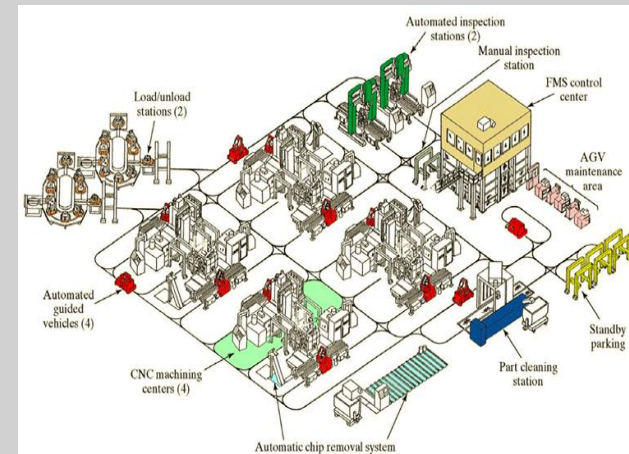 Automated inspection
stations (2)
Manual inspection
station
FMS control
center
Load/unload
stations (2)
AGV
maintenance
area
Automated
guided
vehicles (4)
Standby
parking
Part cleaning
station
CNC machining
centers (4)
Automatic chip removal system